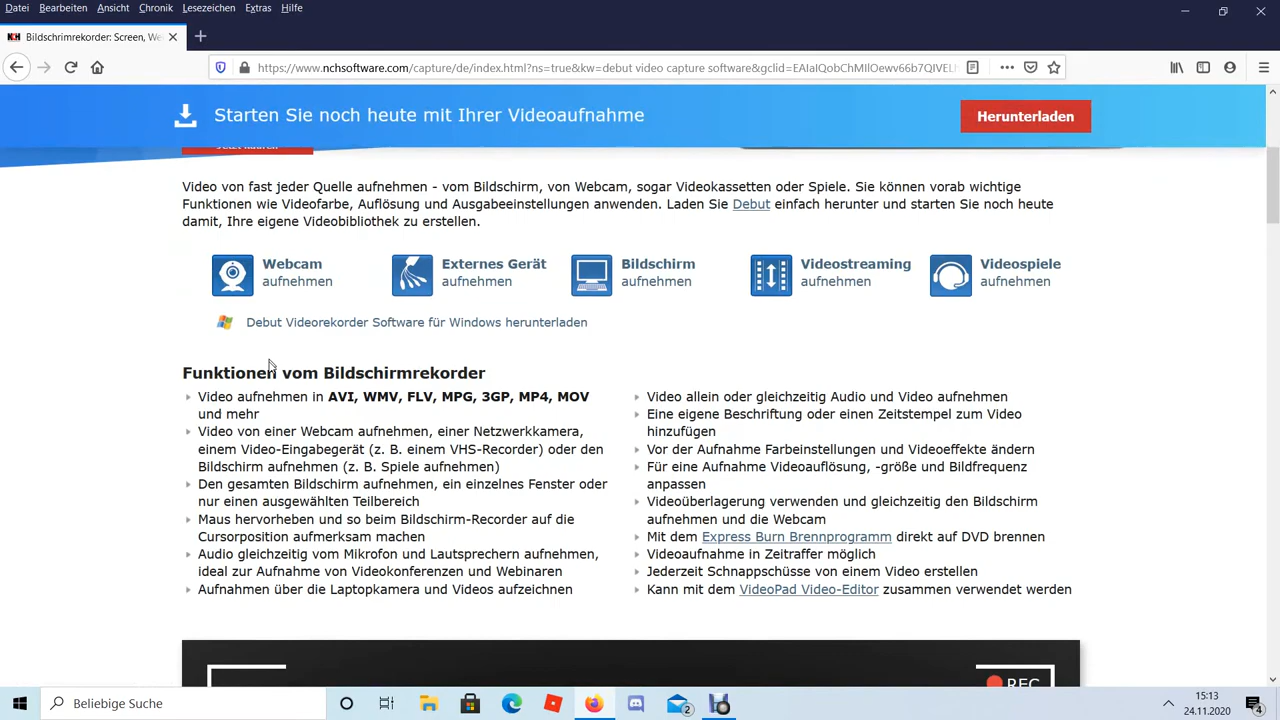 Datei Bearbeiten Ansicht Chronik Lesezeichen Extras Hilfe
NCH Bildschrimrekorder: Screen, We
https://www.nchsoftware.com/capture/de/index.html?ns=true&kw=debut video capture software&gclid=EAIaIQobChMIlOewv66b7QIVEL
Starten Sie noch heute mit Ihrer Videoaufnahme
Herunterladen
Video von fast jeder Quelle aufnehmen - vom Bildschirm, von Webcam, sogar Videokassetten oder Spiele. Sie können vorab wichtige
Funktionen wie Videofarbe, Auflösung und Ausgabeeinstellungen anwenden. Laden Sie Debut einfach herunter und starten Sie noch heute
damit, Ihre eigene Videobibliothek zu erstellen.
Webcam
aufnehmen
Externes Gerät
aufnehmen
Bildschirm
aufnehmen
Videostreaming
aufnehmen
Videospiele
aufnehmen
Debut Videorekorder Software für Windows herunterladen
Funktionen vom Bildschirmrekorder
Video aufnehmen in AVI, WMV, FLV, MPG, 3GP, MP4, MOV
und mehr
Video von einer Webcam aufnehmen, einer Netzwerkkamera,
einem Video-Eingabegerät (z. B. einem VHS-Recorder) oder den
Bildschirm aufnehmen (z. B. Spiele aufnehmen)
Den gesamten Bildschirm aufnehmen, ein einzelnes Fenster oder
nur einen ausgewählten Teilbereich
Maus hervorheben und so beim Bildschirm-Recorder auf die
Cursorposition aufmerksam machen
Audio gleichzeitig vom Mikrofon und Lautsprechern aufnehmen,
ideal zur Aufnahme von Videokonferenzen und Webinaren
Aufnahmen über die Laptopkamera und Videos aufzeichnen
Video allein oder gleichzeitig Audio und Video aufnehmen
Eine eigene Beschriftung oder einen Zeitstempel zum Video
hinzufügen
Vor der Aufnahme Farbeinstellungen und Videoeffekte ändern
Für eine Aufnahme Videoauflösung, -größe und Bildfrequenz
anpassen
Videoüberlagerung verwenden und gleichzeitig den Bildschirm
aufnehmen und die Webcam
Mit dem Express Burn Brennprogramm direkt auf DVD brennen
Videoaufnahme in Zeitraffer möglich
Jederzeit Schnappschüsse von einem Video erstellen
Kann mit dem VideoPad Video-Editor zusammen verwendet werden
REC
Beliebige Suche
2
15:13
24.11.2020
4